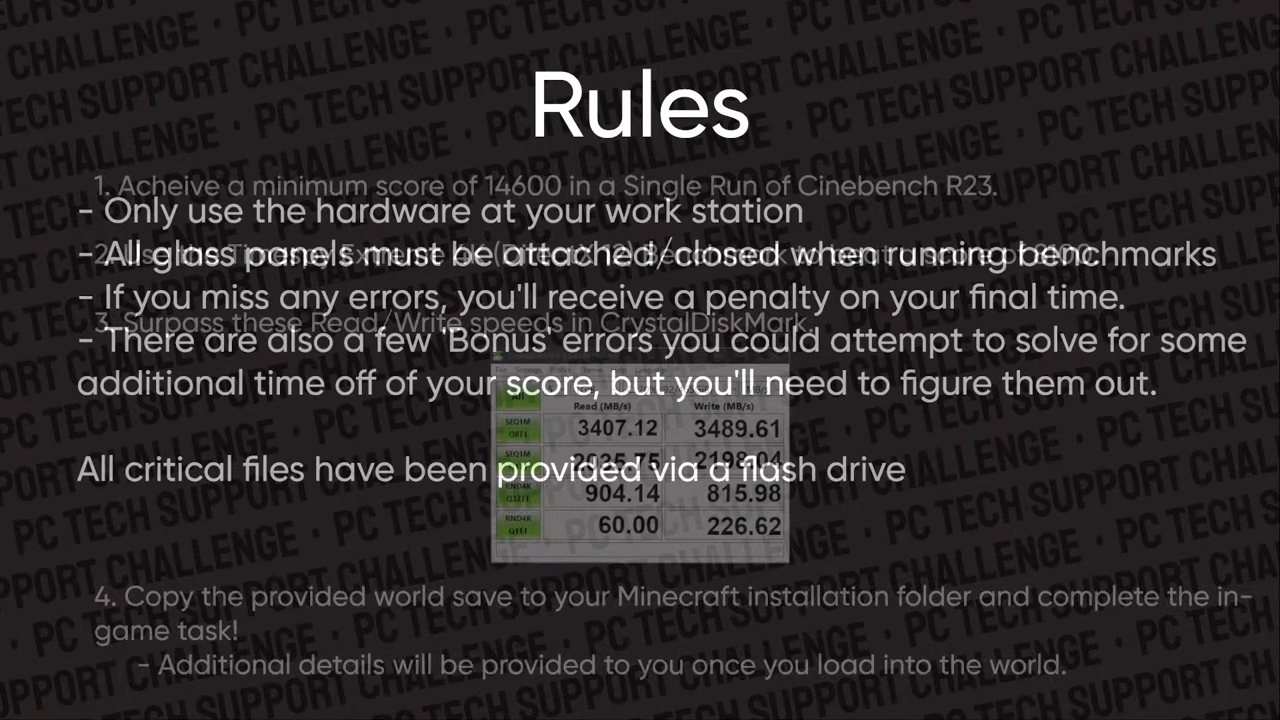 Rules
1. Acheive a minimum score of 14600 in a Single Run of Cinebench R23.
- Only use the hardware at your work station
- All glass panels must be attached/closed when running benchmarks
- If you miss any errors, you'll receive a penalty on your final time.
3. Surpass these Read/Write speeds in CrystalDiskMark.
- There are also a few 'Bonus' errors you could attempt to solve for some
additional time off of your score, but you'll need to figure them out.
All
Read (MB/s) Write (MB/s)
SEQ1M Q8T1 3407.12 3489.61
All critical files have been provided via a flash drive
SEQ1M
904.14 815.98
RND4K Q1T1 60.00 226.62
4. Copy the provided world save to your Minecraft installation folder and complete the in-
game task!
- Additional details will be provided to you once you load into the world.
PC TECH SUPPORT CHALLENGE